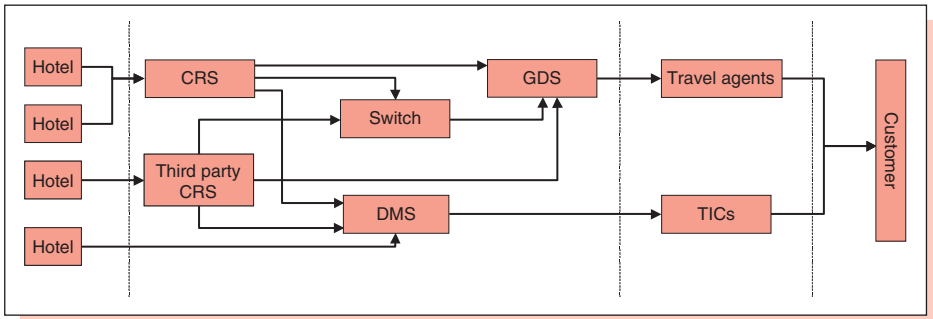 Hotel
Hotel
Hotel
Hotel
CRS
Third party
CRS
Switch
DMS
GDS
Travel agents
TICs
Customer